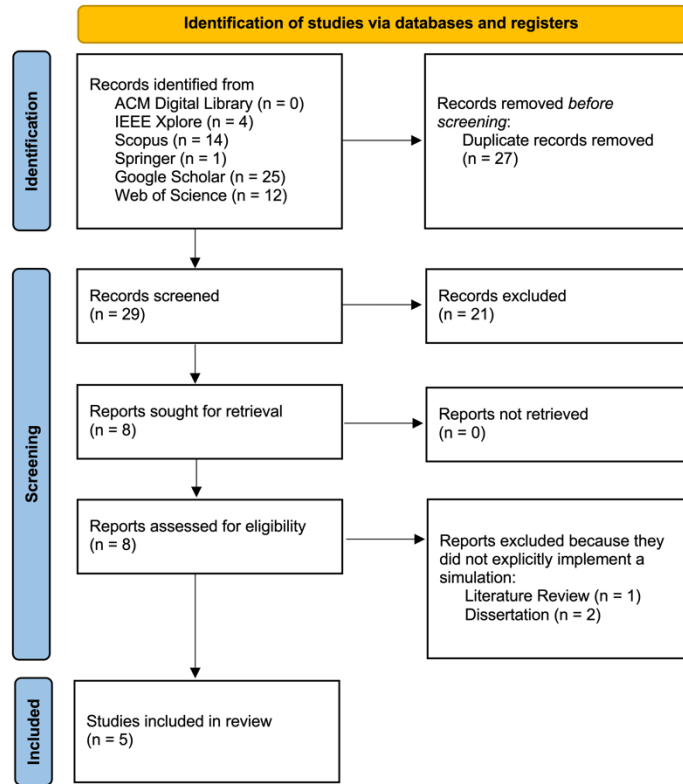 Identification of studies via databases and registers
Identification
Records identified from
ACM Digital Library (n = 0)
IEEE Xplore (n = 4)
Scopus (n = 14)
Springer (n = 1)
Google Scholar (n = 25)
Web of Science (n = 12)
Records removed before
screening:
Duplicate records removed
(n = 27)
Screening
Records screened
(n = 29)
Records excluded
(n = 21)
Reports sought for retrieval
(n = 8)
Reports not retrieved
(n = 0)
Reports assessed for eligibility
(n = 8)
Reports excluded because they
did not explicitly implement a
simulation:
Literature Review (n = 1)
Dissertation (n = 2)
Included
Studies included in review
(n = 5)